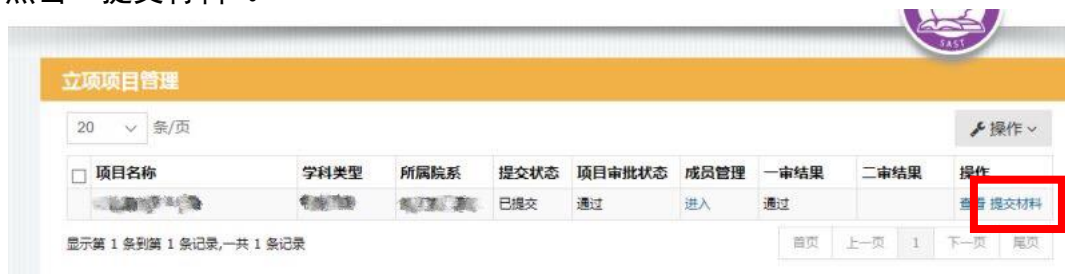 点击"提交材料"。
SAST
立项项目管理
20 条/页 操作
项目名称 学科类型 所属院系 提交状态 项目审批状态 成员管理 一审结果 二审结果 操作
已提交 通过 进入 通过 查看 提交材料
显示第 1 条到第 1 条记录,一共 1 条记录 首页 上一页 1 下一页 尾页